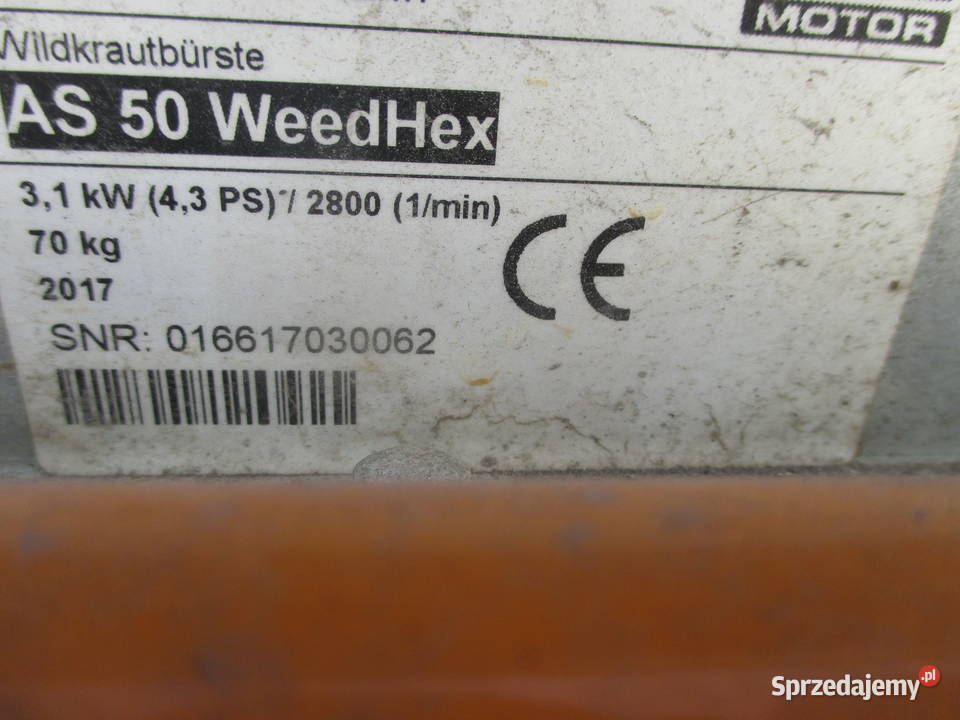 MOTOR
Wildkrautbürste
AS 50 WeedHex
3,1 kW (4,3 PS) / 2800 (1/min)
70 kg
2017
CE
SNR: 016617030062
Sprzedajemy.pl